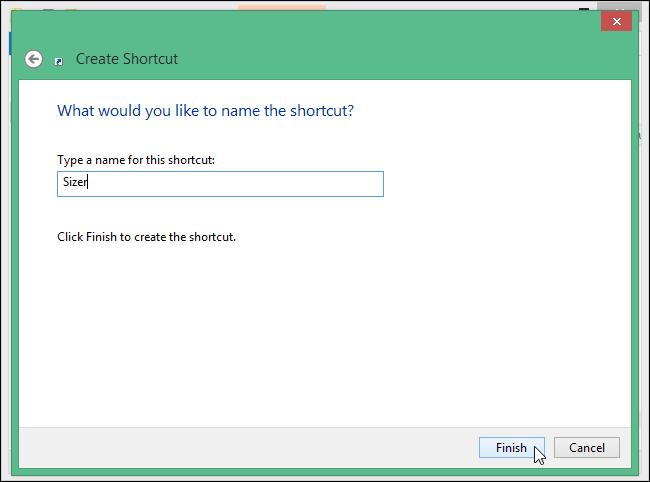 Create Shortcut
What would you like to name the shortcut?
Type a name for this shortcut:
Sizer
Click Finish to create the shortcut.
Finish
Cancel